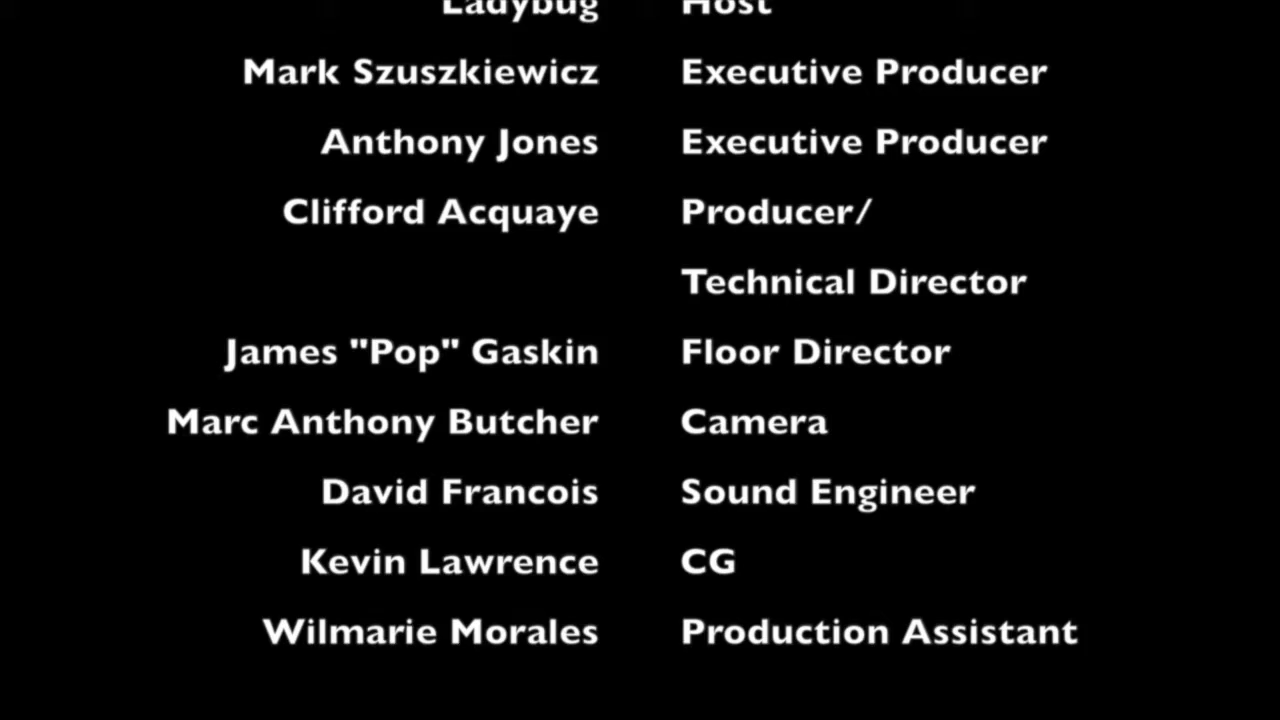 Ladybug Host
Mark Szuszkiewicz Executive Producer
Anthony Jones Executive Producer
Clifford Acquaye Producer/
Technical Director
James "Pop" Gaskin Floor Director
Marc Anthony Butcher Camera
David Francois Sound Engineer
Kevin Lawrence CG
Wilmarie Morales Production Assistant